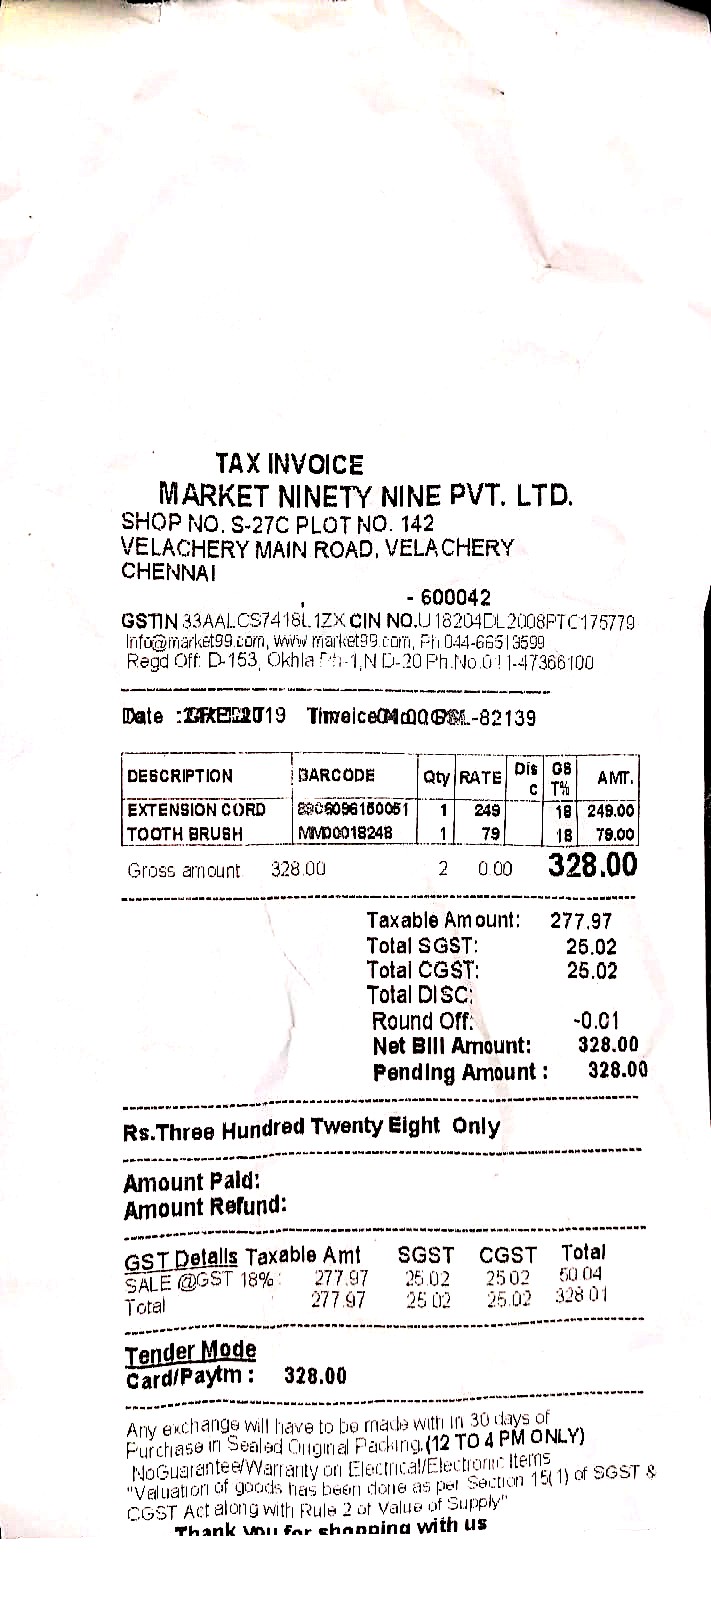 TAX INVOICE
MARKET NINETY NINE PVT. LTD.
SHOP NO. S-27C PLOT NO. 142
VELACHERY MAIN ROAD, VELACHERY
CHENNAI
, - 600042
GSTIN 33AALCS7418L1ZX CIN NO.U18204DL2008PTC175779
Info@market99.com, www.market99.com, Ph 044-66513599
Regd Off: D-153, Okhla Ph-1,N D-20 Ph.No.011-47366100
Date : -82139
DESCRIPTION BARCODE Qty RATE Disc GST% AMT.
EXTENSION CORD 1 249 18 249.00
TOOTH BRUSH MM00018248 1 79 18 79.00
Gross amount 328.00 2 0.00 328.00
Taxable Amount: 277.97
Total SGST: 25.02
Total CGST: 25.02
Total DISC:
Round Off: -0.01
Net Bill Amount: 328.00
Pending Amount : 328.00
Rs.Three Hundred Twenty Eight Only
Amount Paid:
Amount Refund:
GST Details Taxable Amt SGST CGST Total
SALE @GST 18% : 277.97 25.02 25.02 50.04
Total 277.97 25.02 25.02 328.01
Tender Mode
Card/Paytm : 328.00
Any exchange will have to be made with in 30 days of
Purchase in Sealed Original Packing.(12 TO 4 PM ONLY)
NoGuarantee/Warranty on Electrical/Electronic Items
"Valuation of goods has been done as per Section 15(1) of SGST &
CGST Act along with Rule 2 of Value of Supply"
Thank you for shopping with us